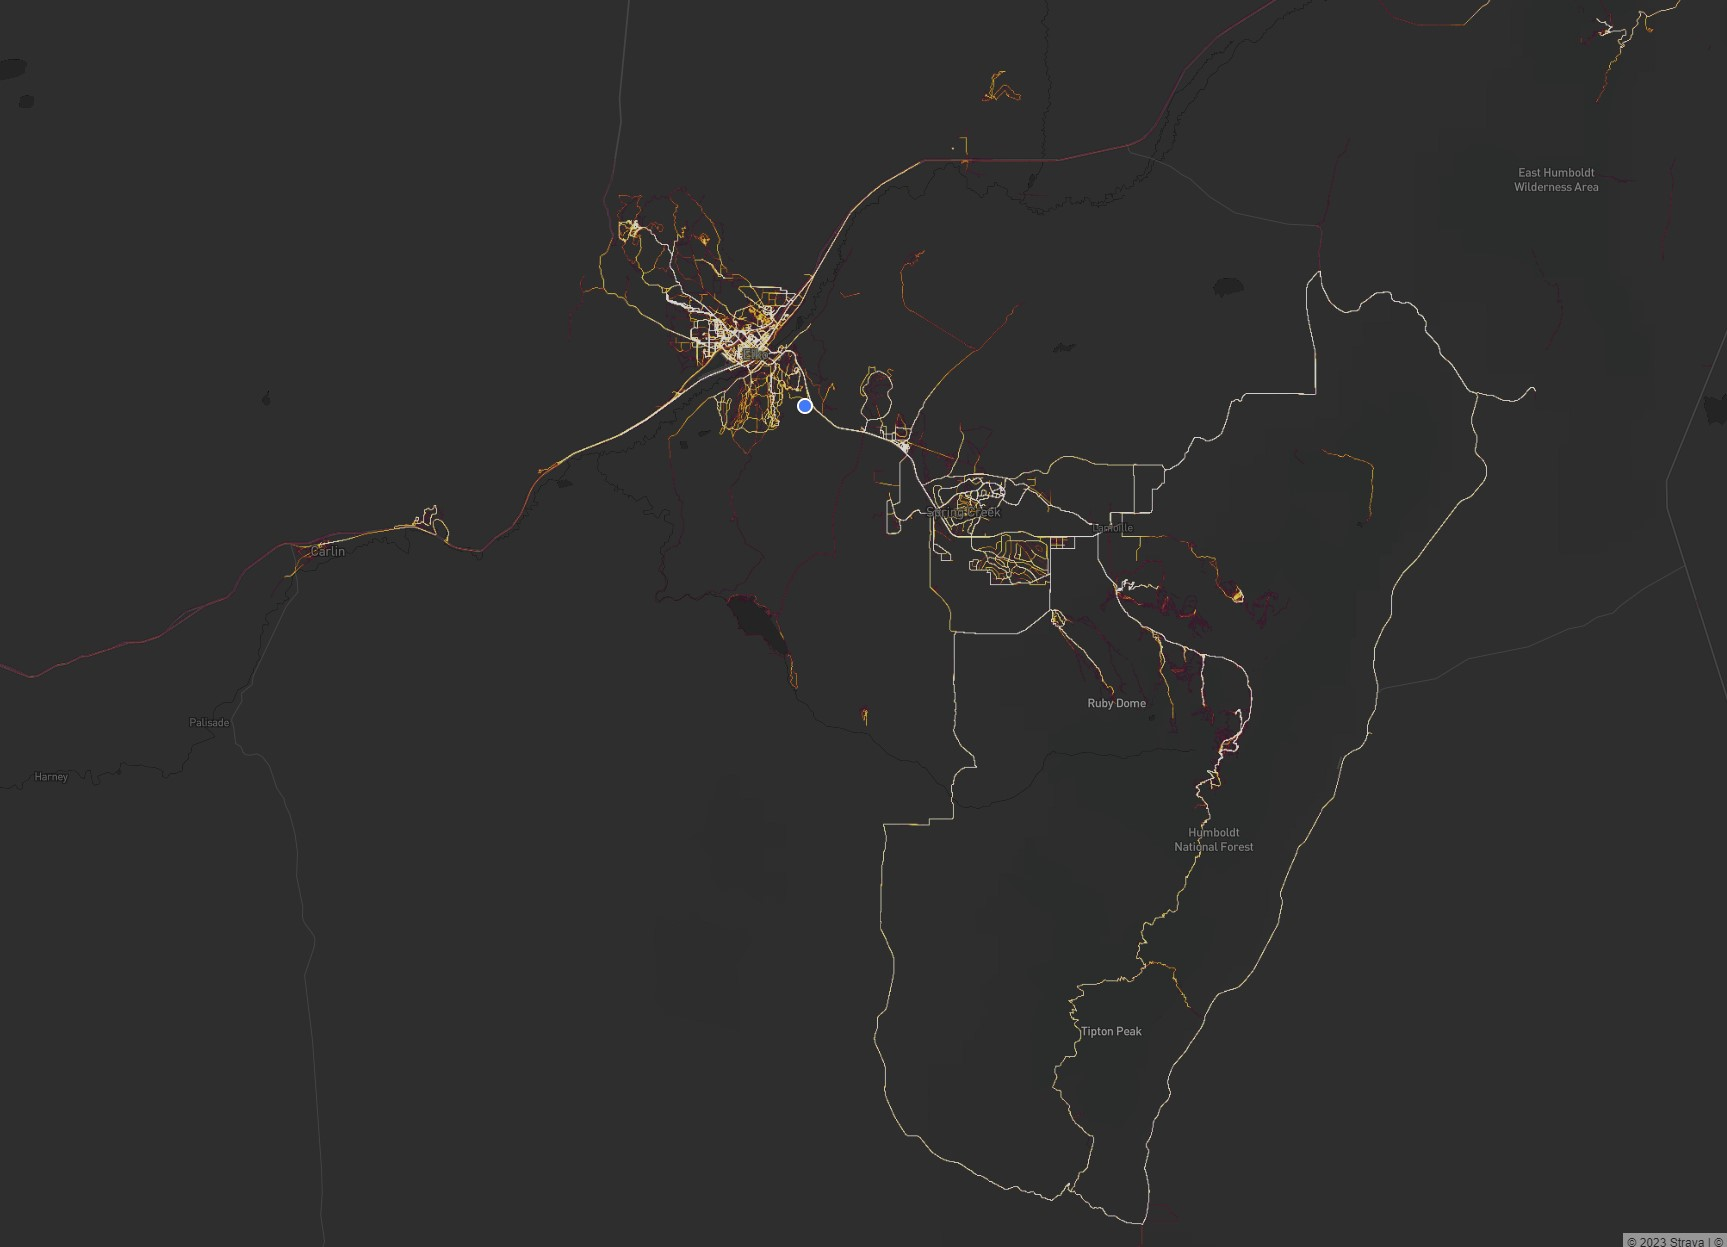 East Humboldt
Wilderness Area
Elko
Spring Creek
Lamoille
Carlin
Ruby Dome
Palisade
Harney
Humboldt
National Forest
Tipton Peak
© 2023 Strava | ©